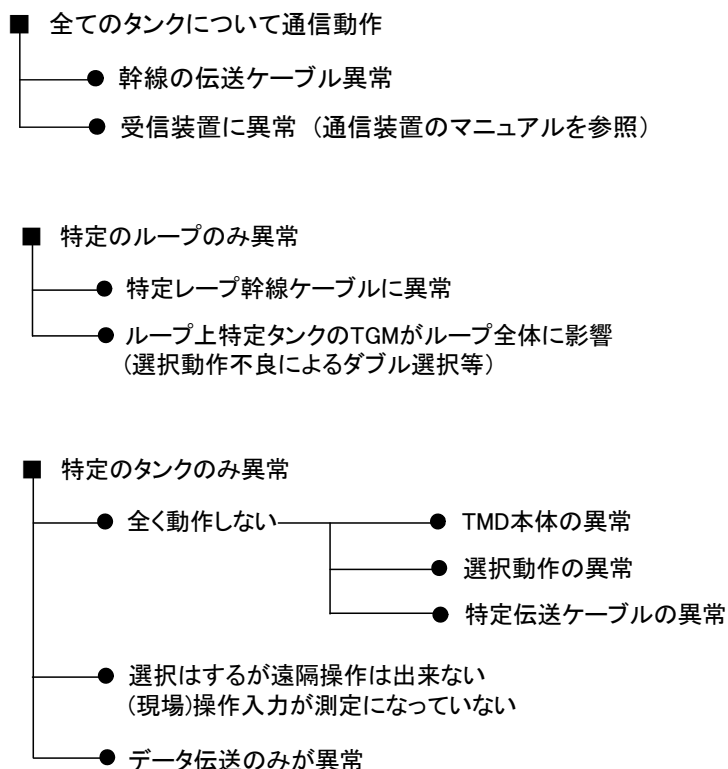 ■ 全てのタンクについて通信動作
● 幹線の伝送ケーブル異常
● 受信装置に異常 (通信装置のマニュアルを参照)
■ 特定のループのみ異常
● 特定レープ幹線ケーブルに異常
● ループ上特定タンクのTGMがループ全体に影響
(選択動作不良によるダブル選択等)
■ 特定のタンクのみ異常
● 全く動作しない
● TMD本体の異常
● 選択動作の異常
● 特定伝送ケーブルの異常
● 選択はするが遠隔操作は出来ない
(現場)操作入力が測定になっていない
● データ伝送のみが異常